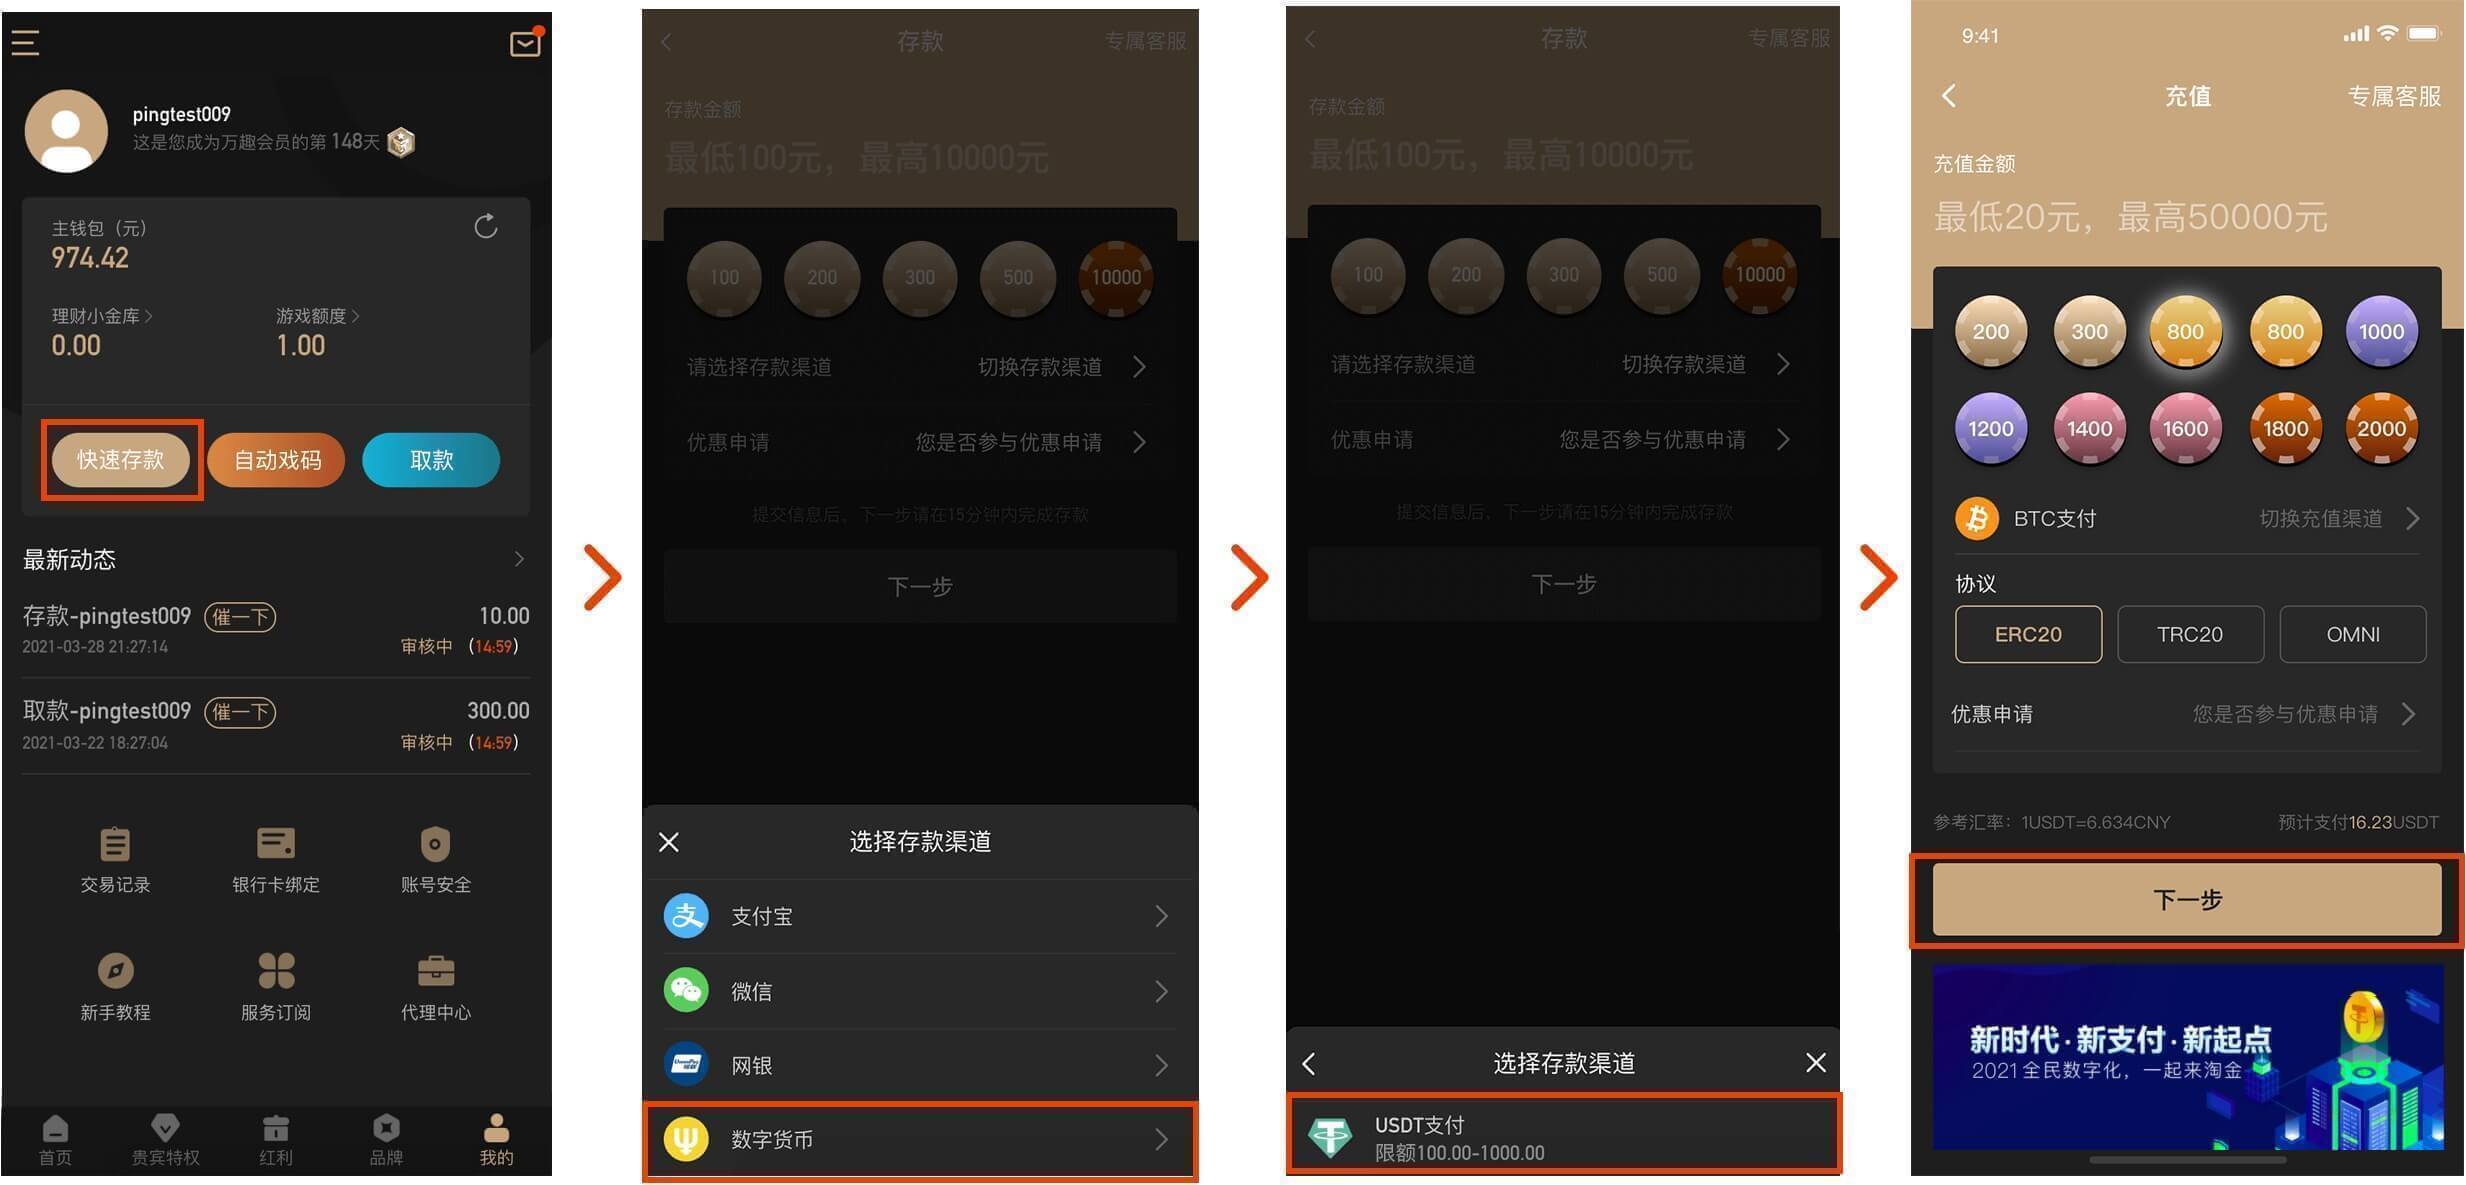 pingtest009
这是您成为万趣会员的第 148天
主钱包（元）
974.42
理财小金库
游戏额度
0.00
1.00
快速存款
自动戏码
取款
最新动态
存款-pingtest009
催一下
10.00
2021-03-28 21:27:14
审核中 （14:59）
取款-pingtest009
催一下
300.00
2021-03-22 18:27:04
审核中 （14:59）
交易记录
银行卡绑定
账号安全
新手教程
服务订阅
代理中心
首页
贵宾特权
红利
品牌
我的
存款
专属客服
存款金额
最低100元，最高10000元
100
200
300
500
10000
请选择存款渠道
切换存款渠道
优惠申请
您是否参与优惠申请
提交信息后，下一步请在15分钟内完成存款
下一步
选择存款渠道
支付宝
微信
网银
数字货币
存款
专属客服
存款金额
最低100元，最高10000元
100
200
300
500
10000
请选择存款渠道
切换存款渠道
优惠申请
您是否参与优惠申请
提交信息后，下一步请在15分钟内完成存款
下一步
选择存款渠道
USDT支付
限额100.00-1000.00
9:41
充值
专属客服
充值金额
最低20元，最高50000元
200
300
800
800
1000
1200
1400
1600
1800
2000
BTC支付
切换充值渠道
协议
ERC20
TRC20
OMNI
优惠申请
您是否参与优惠申请
参考汇率：1USDT=6.634CNY
预计支付16.23USDT
下一步
新时代·新支付·新起点
2021全民数字化，一起来淘金